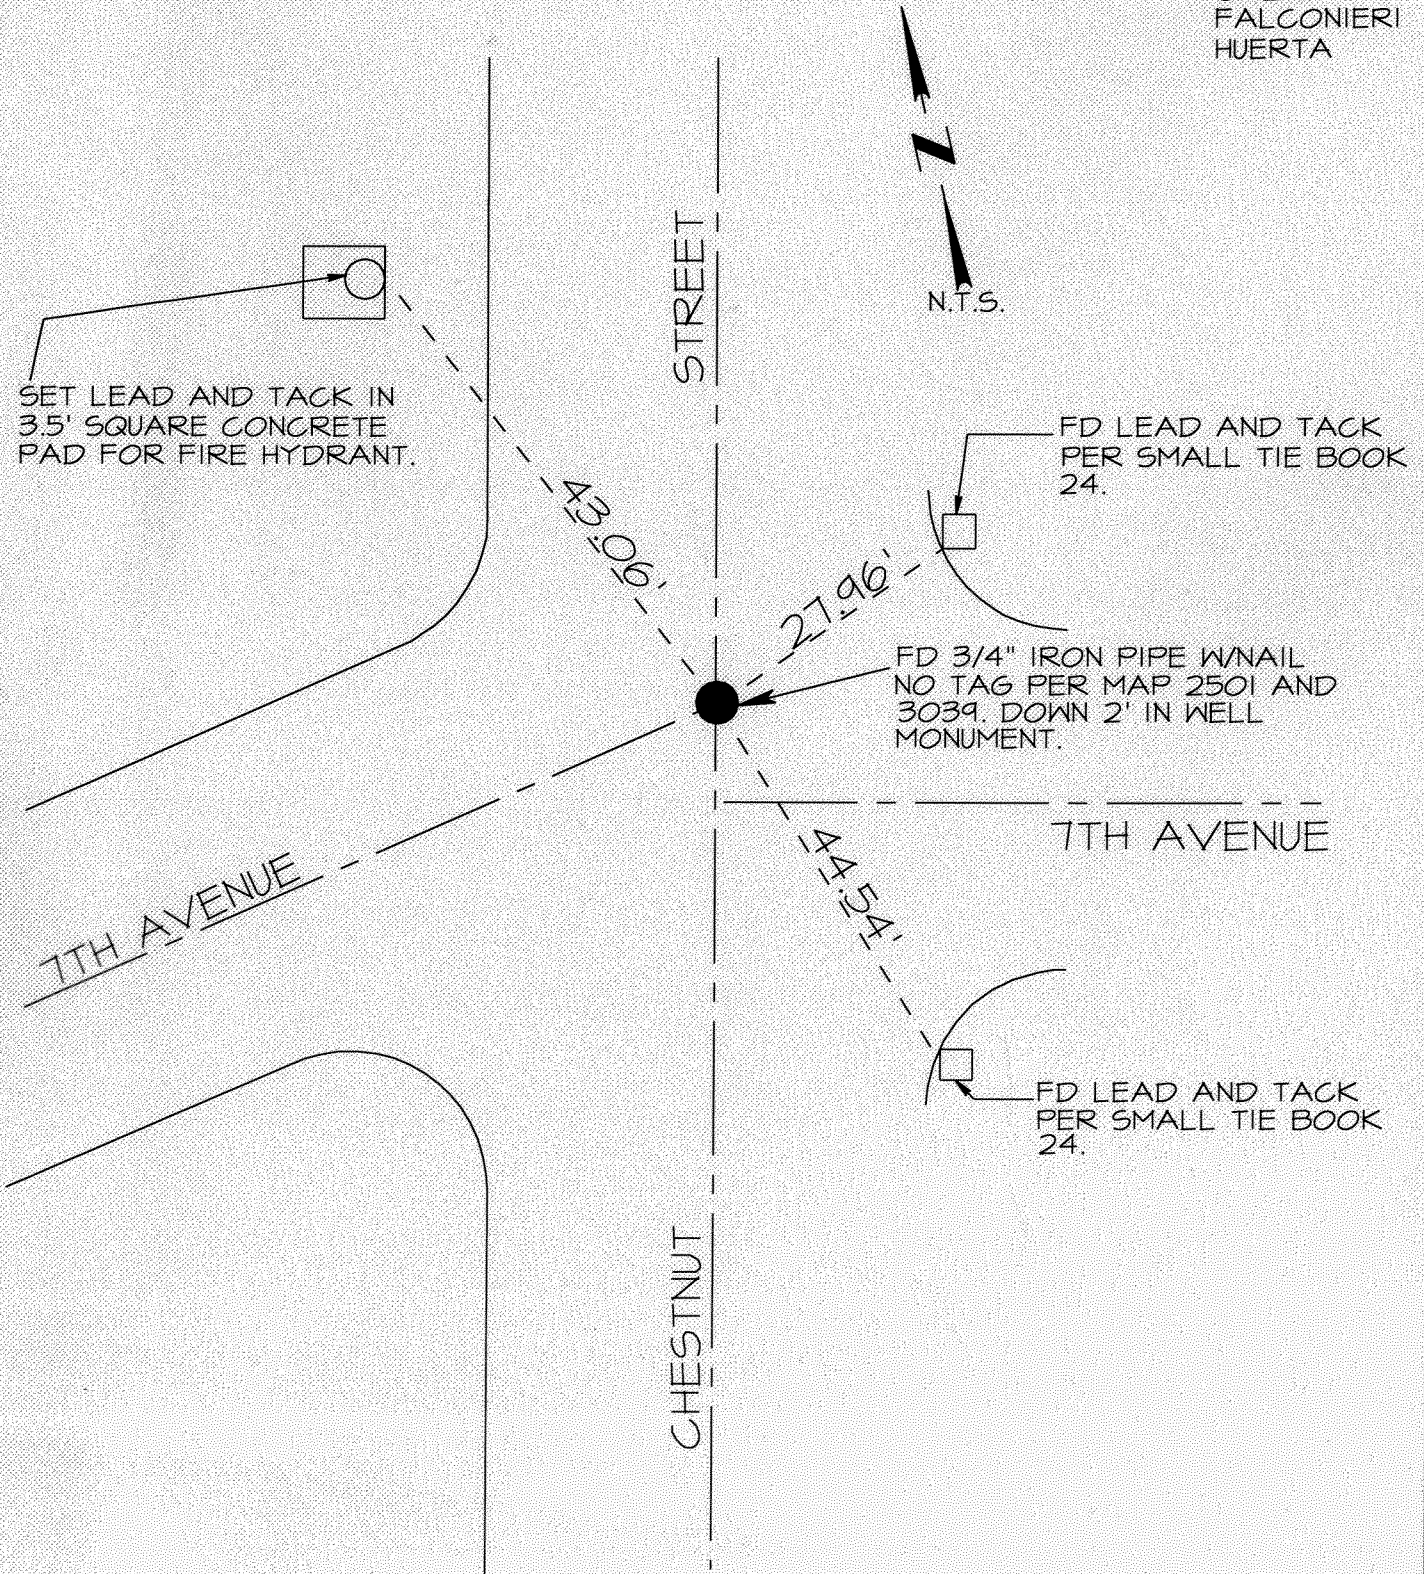 FALCONIERI
HUERTA
N
N.T.S.
STREET
SET LEAD AND TACK IN
3.5' SQUARE CONCRETE
PAD FOR FIRE HYDRANT.
FD LEAD AND TACK
PER SMALL TIE BOOK
24.
43.06'
27.96'
FD 3/4" IRON PIPE W/NAIL
NO TAG PER MAP 2501 AND
3039. DOWN 2' IN WELL
MONUMENT.
7TH AVENUE
44.54'
7TH AVENUE
FD LEAD AND TACK
PER SMALL TIE BOOK
24.
CHESTNUT